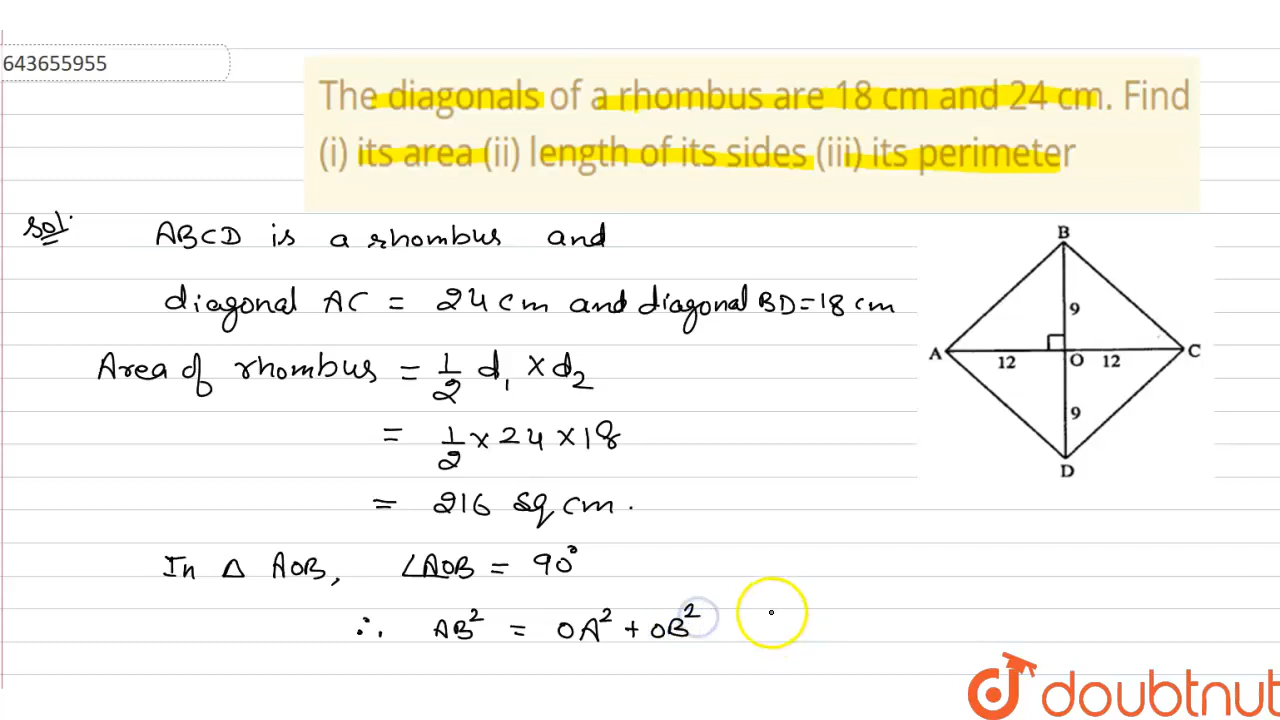 643655955
The diagonals of a rhombus are 18 cm and 24 cm. Find
(i) its area (ii) length of its sides (iii) its perimeter
Sol.
ABCD is a rhombus and
diagonal AC = 24 cm and diagonal BD = 18 cm
Area of rhombus = 1/2 d₁ × d₂
= 1/2 × 24 × 18
= 216 sq cm.
In △ AOB, ∠AOB = 90°
∴ AB² = OA² + OB²
B
9
A
12
O
12
C
9
D
doubtnut